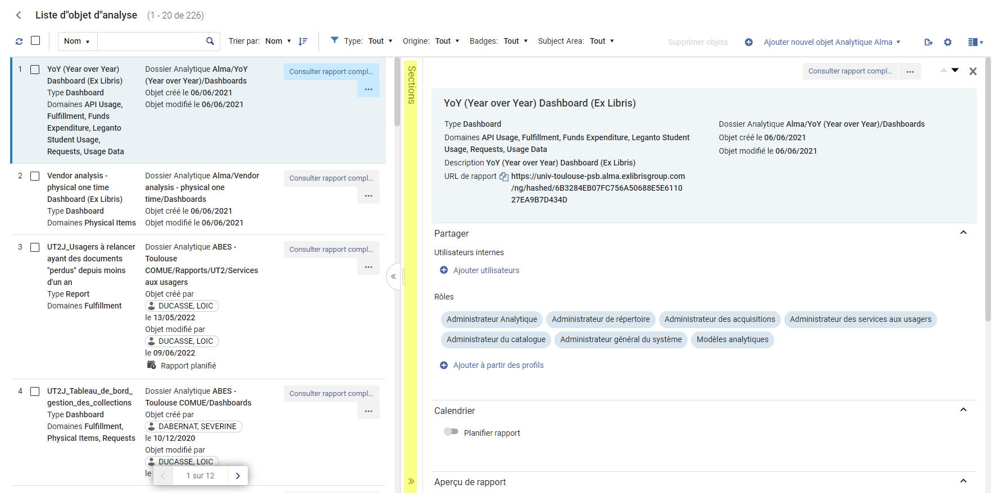 Liste d"objet d"analyse (1 - 20 de 226)
Nom Trier par: Nom Type: Tout Origine: Tout Badges: Tout Subject Area: Tout Supprimer objets Ajouter nouvel objet Analytique Alma
1 YoY (Year over Year)
Dashboard (Ex Libris)
Type Dashboard
Domaines API Usage,
Fulfillment, Funds
Expenditure, Leganto
Student Usage,
Requests, Usage Data
Dossier Analytique Alma/YoY
(Year over Year)/Dashboards
Objet créé le 06/06/2021
Objet modifié le 06/06/2021
Consulter rapport compl...
...
2 Vendor analysis -
physical one time
Dashboard (Ex Libris)
Type Dashboard
Domaines Physical Items
Dossier Analytique Alma/Vendor
analysis - physical one
time/Dashboards
Objet créé le 06/06/2021
Objet modifié le 06/06/2021
Consulter rapport compl...
...
3 UT2J_Usagers à relancer
ayant des documents
"perdus" depuis moins
d'un an
Type Report
Domaines Fulfillment
Dossier Analytique ABES -
Toulouse
COMUE/Rapports/UT2/Services
aux usagers
Objet créé par
DUCASSE, LOIC
le 13/05/2022
Objet modifié par
DUCASSE, LOIC
le 09/06/2022
Rapport planifié
Consulter rapport compl...
...
4 UT2J_Tableau_de_bord_
gestion_des_collections
Type Dashboard
Domaines Fulfillment,
Physical Items, Requests
Dossier Analytique ABES -
Toulouse COMUE/Dashboards
Objet créé par
DABERNAT, SEVERINE
le 10/12/2020
Objet modifié par
DUCASSE, LOIC
le
Consulter rapport compl...
...
1 sur 12
Sections
Consulter rapport compl... ...
YoY (Year over Year) Dashboard (Ex Libris)
Type Dashboard
Domaines API Usage, Fulfillment, Funds Expenditure, Leganto Student
Usage, Requests, Usage Data
Description YoY (Year over Year) Dashboard (Ex Libris)
URL de rapport https://univ-toulouse-psb.alma.exlibrisgroup.com
/ng/hashed/6B3284EB07FC756A50688E5E6110
27EA9B7D434D
Dossier Analytique Alma/YoY (Year over Year)/Dashboards
Objet créé le 06/06/2021
Objet modifié le 06/06/2021
Partager
Utilisateurs internes
Ajouter utilisateurs
Rôles
Administrateur Analytique Administrateur de répertoire Administrateur des acquisitions Administrateur des services aux usagers
Administrateur du catalogue Administrateur général du système Modèles analytiques
Ajouter à partir des profils
Calendrier
Planifier rapport
Aperçu de rapport